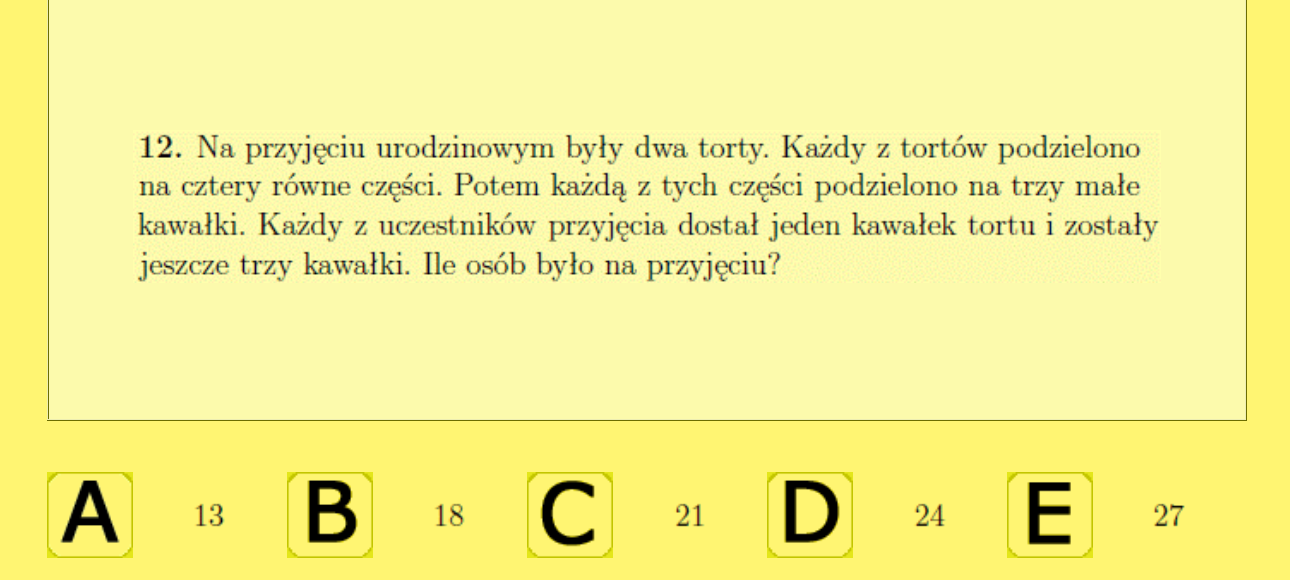 12. Na przyjęciu urodzinowym były dwa torty. Każdy z tortów podzielono
na cztery równe części. Potem każdą z tych części podzielono na trzy małe
kawałki. Każdy z uczestników przyjęcia dostał jeden kawałek tortu i zostały
jeszcze trzy kawałki. Ile osób było na przyjęciu?
A 13 B 18 C 21 D 24 E 27